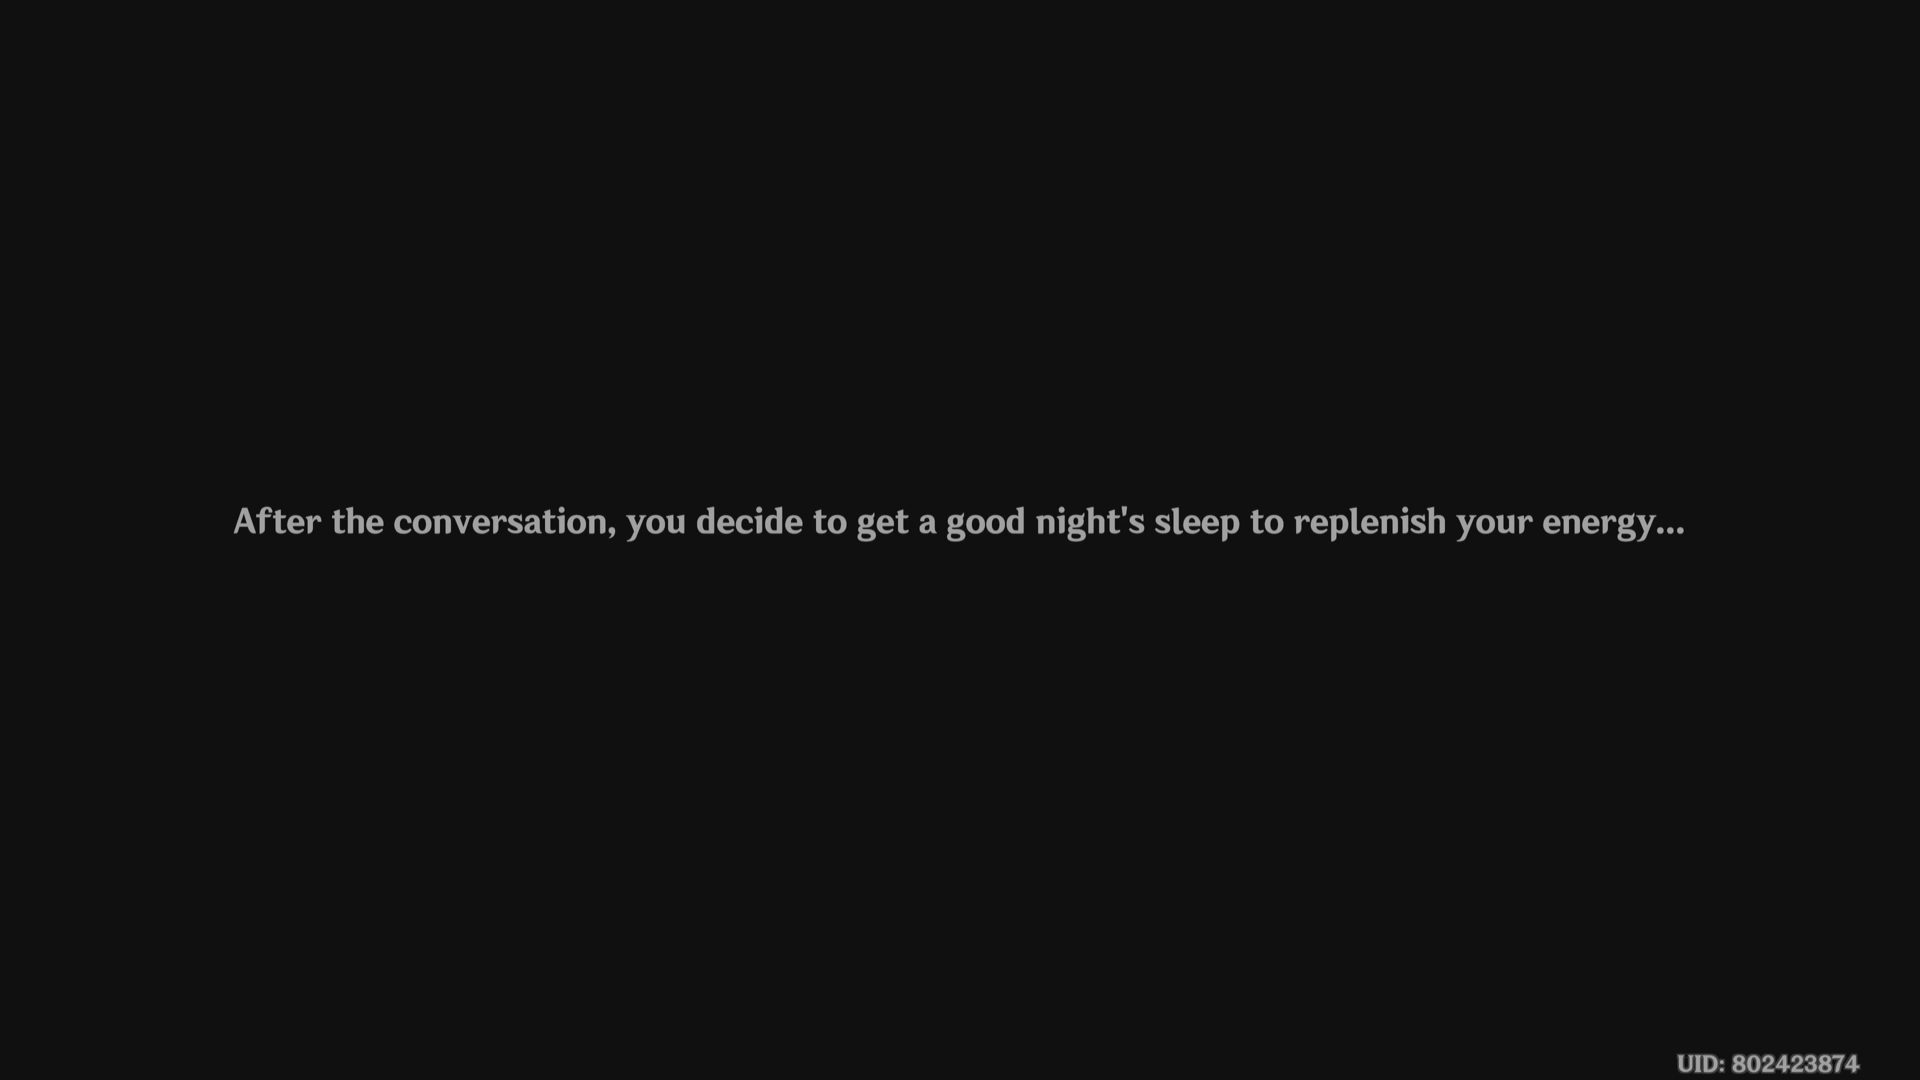 After the conversation, you decide to get a good night's sleep to replenish your energy...
UID: 802423874